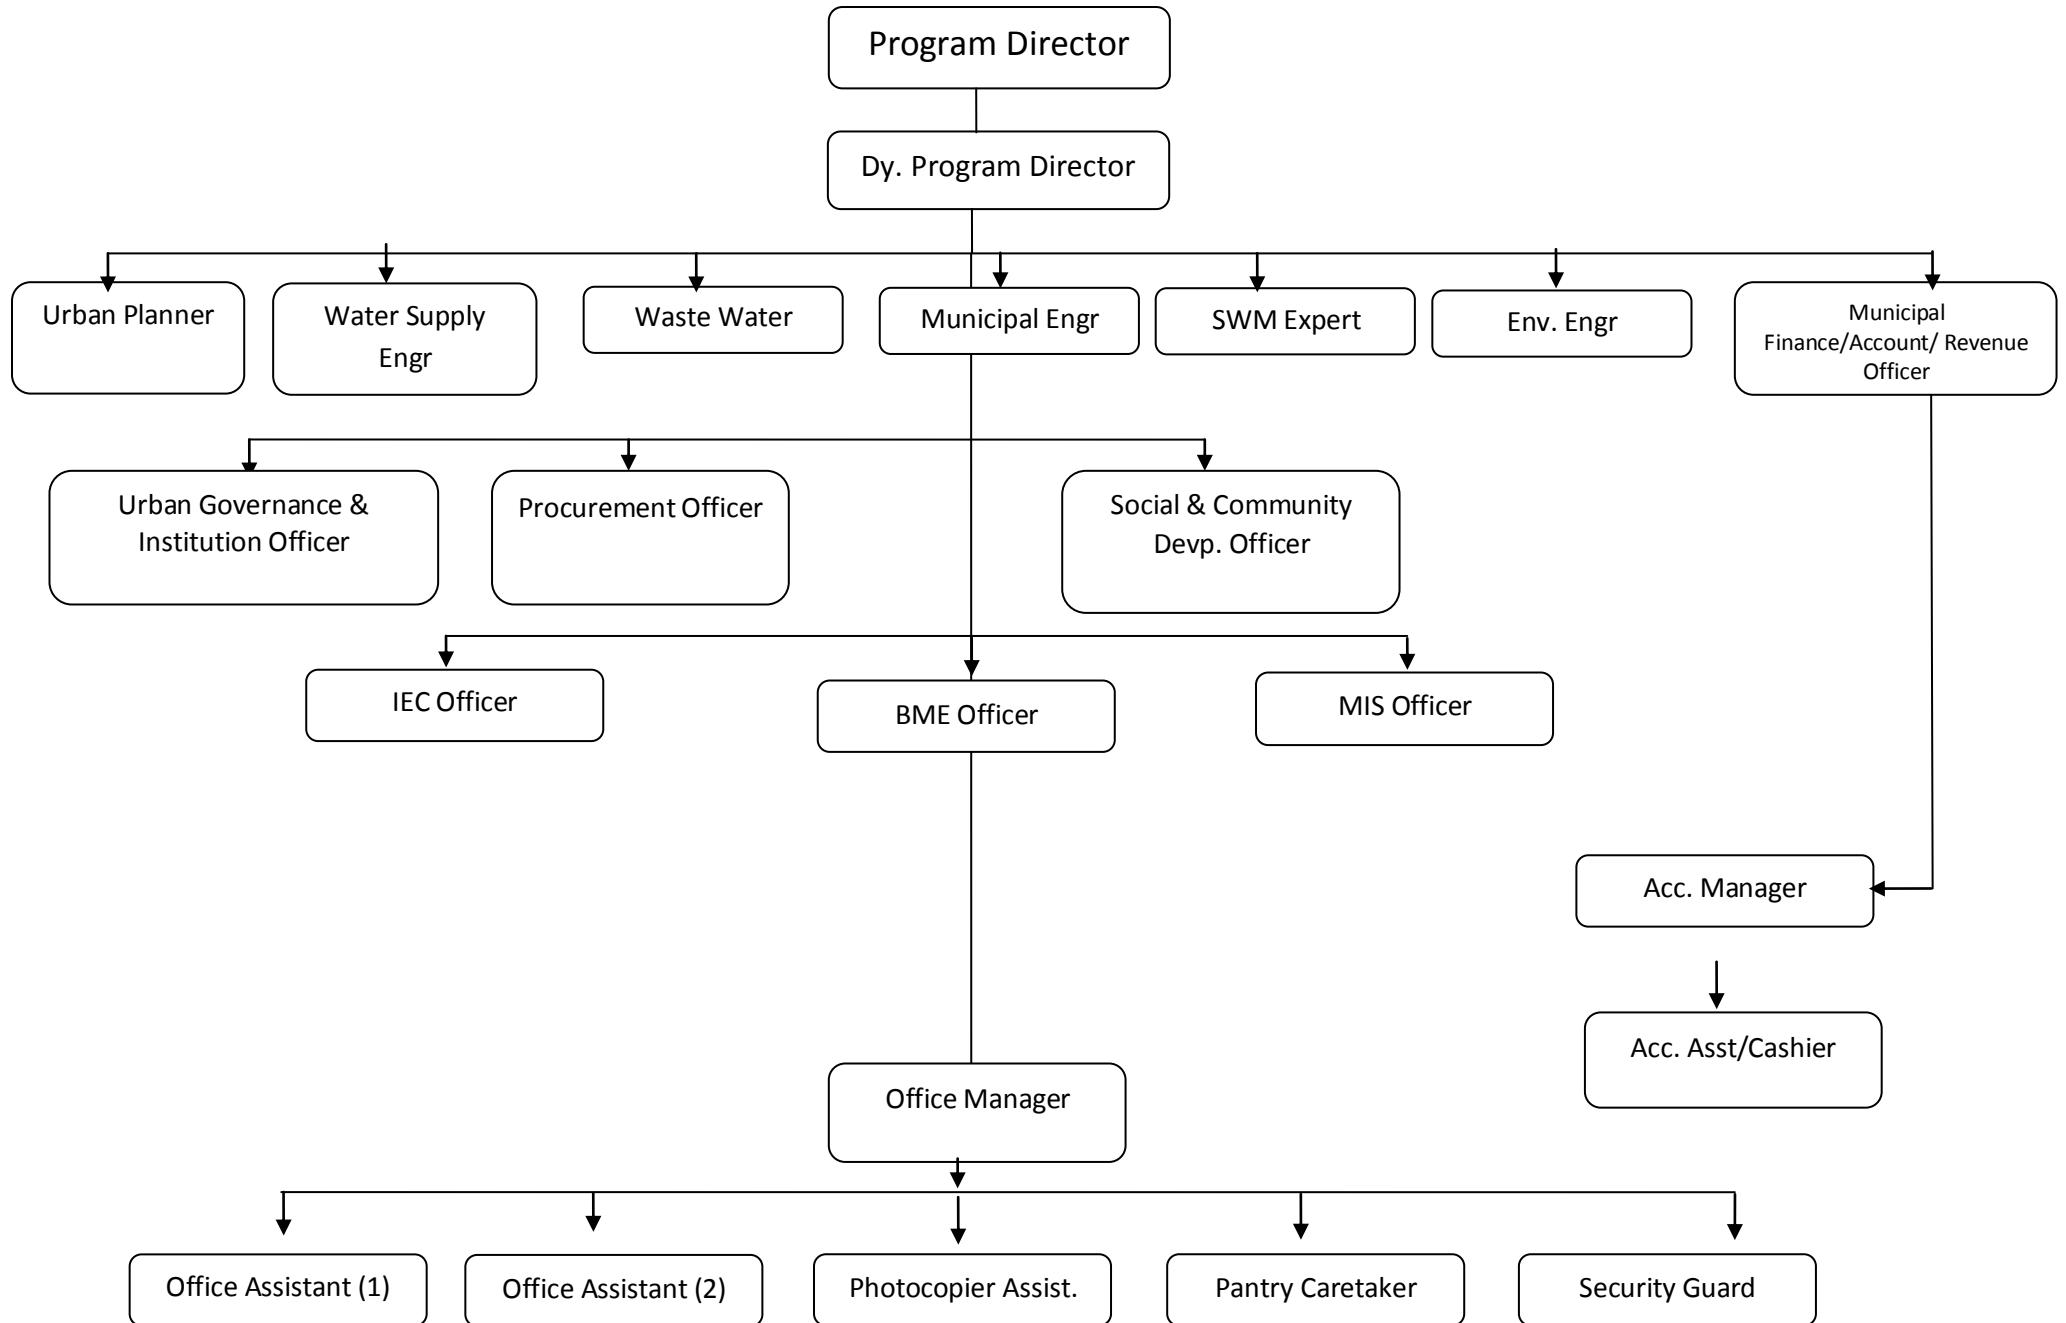 Program Director
Dy. Program Director
Urban Planner
Water Supply
Engr
Waste Water
Municipal Engr
SWM Expert
Env. Engr
Municipal
Finance/Account/ Revenue
Officer
Urban Governance &
Institution Officer
Procurement Officer
Social & Community
Devp. Officer
IEC Officer
BME Officer
MIS Officer
Acc. Manager
Acc. Asst/Cashier
Office Manager
Office Assistant (1)
Office Assistant (2)
Photocopier Assist.
Pantry Caretaker
Security Guard